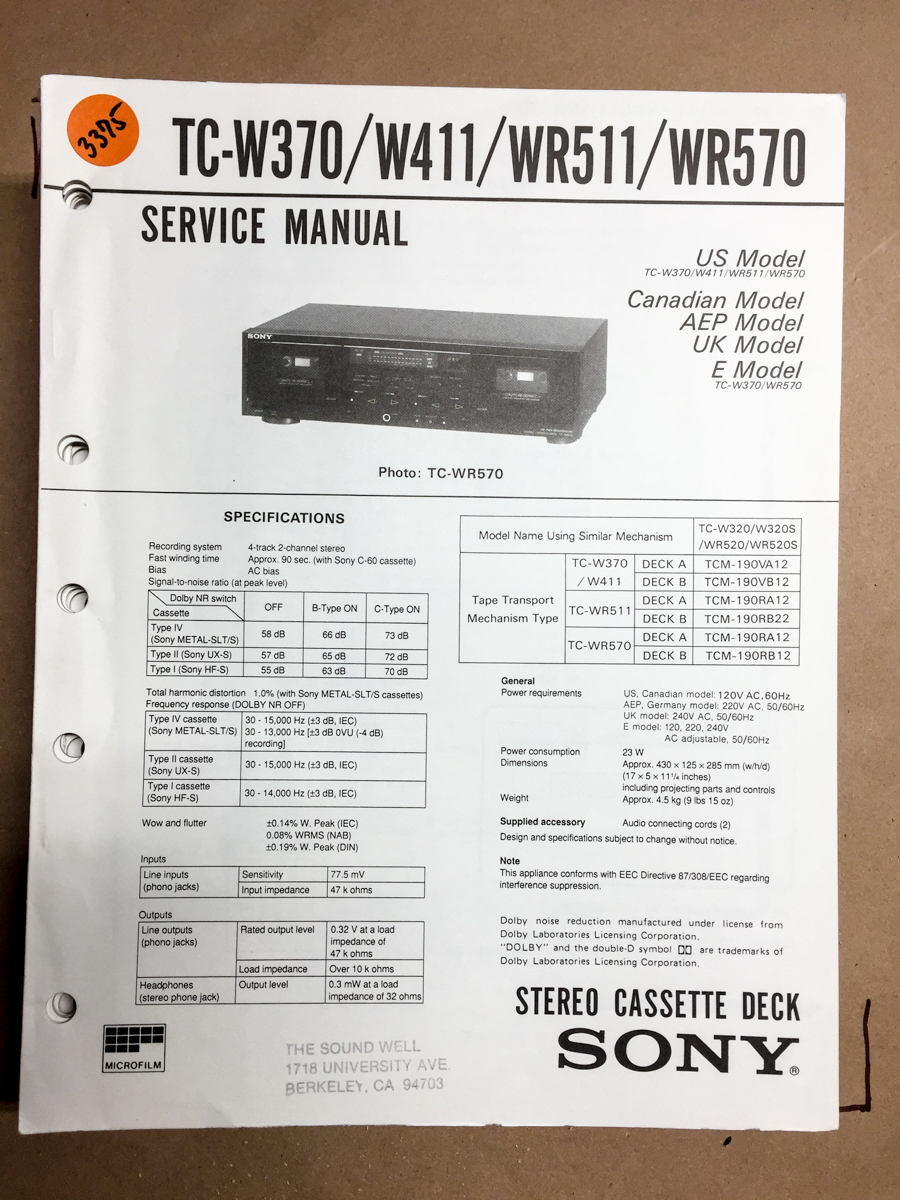 3375
TC-W370/W411/WR511/WR570
SERVICE MANUAL
US Model
TC-W370/W411/WR511/WR570
Canadian Model
AEP Model
UK Model
E Model
TC-W370/WR570
SONY
Photo: TC-WR570
SPECIFICATIONS
Recording system 4-track 2-channel stereo
Fast winding time Approx. 90 sec. (with Sony C-60 cassette)
Bias AC bias
Signal-to-noise ratio (at peak level)
Dolby NR switch
Cassette
OFF B-Type ON C-Type ON
Type IV
(Sony METAL-SLT/S) 58 dB 66 dB 73 dB
Type II (Sony UX-S) 57 dB 65 dB 72 dB
Type I (Sony HF-S) 55 dB 63 dB 70 dB
Total harmonic distortion 1.0% (with Sony METAL-SLT/S cassettes)
Frequency response (DOLBY NR OFF)
Type IV cassette 30 - 15,000 Hz (±3 dB, IEC)
(Sony METAL-SLT/S) 30 - 13,000 Hz [±3 dB 0VU (-4 dB)
recording]
Type II cassette
(Sony UX-S) 30 - 15,000 Hz (±3 dB, IEC)
Type I cassette
(Sony HF-S) 30 - 14,000 Hz (±3 dB, IEC)
Wow and flutter ±0.14% W. Peak (IEC)
0.08% WRMS (NAB)
±0.19% W. Peak (DIN)
Inputs
Line inputs Sensitivity 77.5 mV
(phono jacks) Input impedance 47 k ohms
Outputs
Line outputs Rated output level 0.32 V at a load
(phono jacks) impedance of
47 k ohms
Load impedance Over 10 k ohms
Headphones Output level 0.3 mW at a load
(stereo phone jack) impedance of 32 ohms
MICROFILM
THE SOUND WELL
1718 UNIVERSITY AVE.
BERKELEY, CA 94703
Model Name Using Similar Mechanism TC-W320/W320S
/WR520/WR520S
Tape Transport
Mechanism Type
TC-W370 DECK A TCM-190VA12
/W411 DECK B TCM-190VB12
TC-WR511 DECK A TCM-190RA12
DECK B TCM-190RB22
TC-WR570 DECK A TCM-190RA12
DECK B TCM-190RB12
General
Power requirements US, Canadian model: 120V AC, 60Hz
AEP, Germany model: 220V AC, 50/60Hz
UK model: 240V AC, 50/60Hz
E model: 120, 220, 240V
AC adjustable, 50/60Hz
Power consumption 23 W
Dimensions Approx. 430 × 125 × 285 mm (w/h/d)
(17 × 5 × 11¼ inches)
including projecting parts and controls
Weight Approx. 4.5 kg (9 lbs 15 oz)
Supplied accessory Audio connecting cords (2)
Design and specifications subject to change without notice.
Note
This appliance conforms with EEC Directive 87/308/EEC regarding
interference suppression.
Dolby noise reduction manufactured under license from
Dolby Laboratories Licensing Corporation.
"DOLBY" and the double-D symbol are trademarks of
Dolby Laboratories Licensing Corporation.
STEREO CASSETTE DECK
SONY®